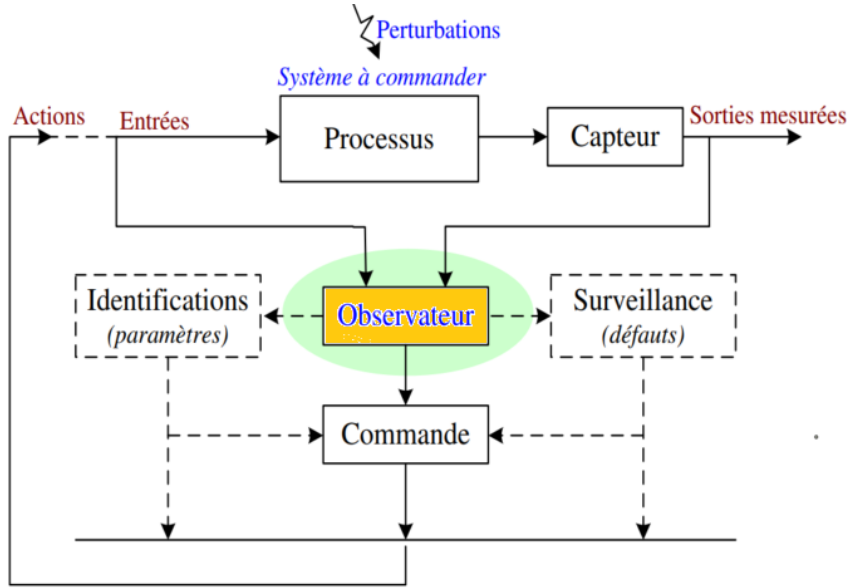 Perturbations
Système à commander
Actions
Entrées
Processus
Capteur
Sorties mesurées
Identifications
(paramètres)
Observateur
Surveillance
(défauts)
Commande